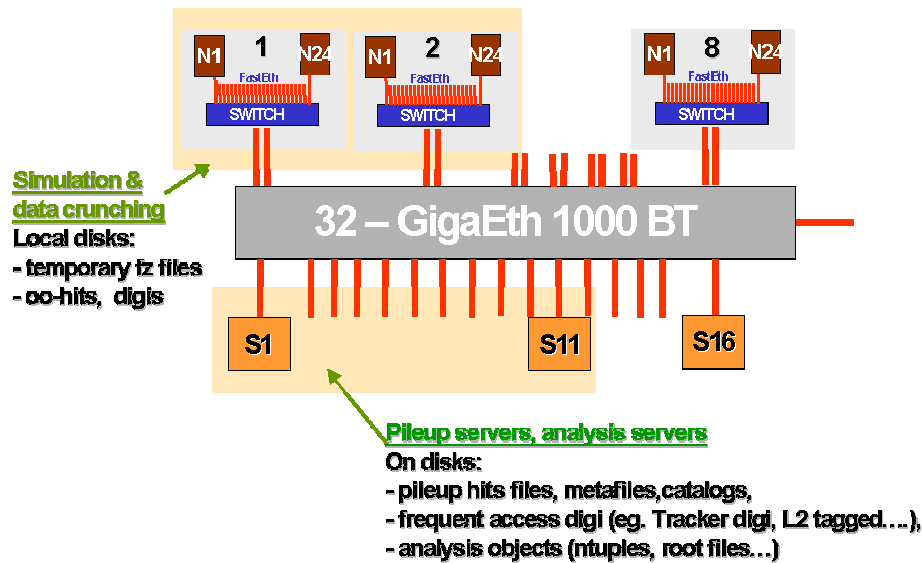 N1 1 N24
FastEth
SWITCH
N1 2 N24
FastEth
SWITCH
N1 8 N24
FastEth
SWITCH
Simulation &
data crunching
Local disks:
- temporary fz files
- oo-hits, digis
32 – GigaEth 1000 BT
S1
S11
S16
Pileup servers, analysis servers
On disks:
- pileup hits files, metafiles,catalogs,
- frequent access digi (eg. Tracker digi, L2 tagged….),
- analysis objects (ntuples, root files…)